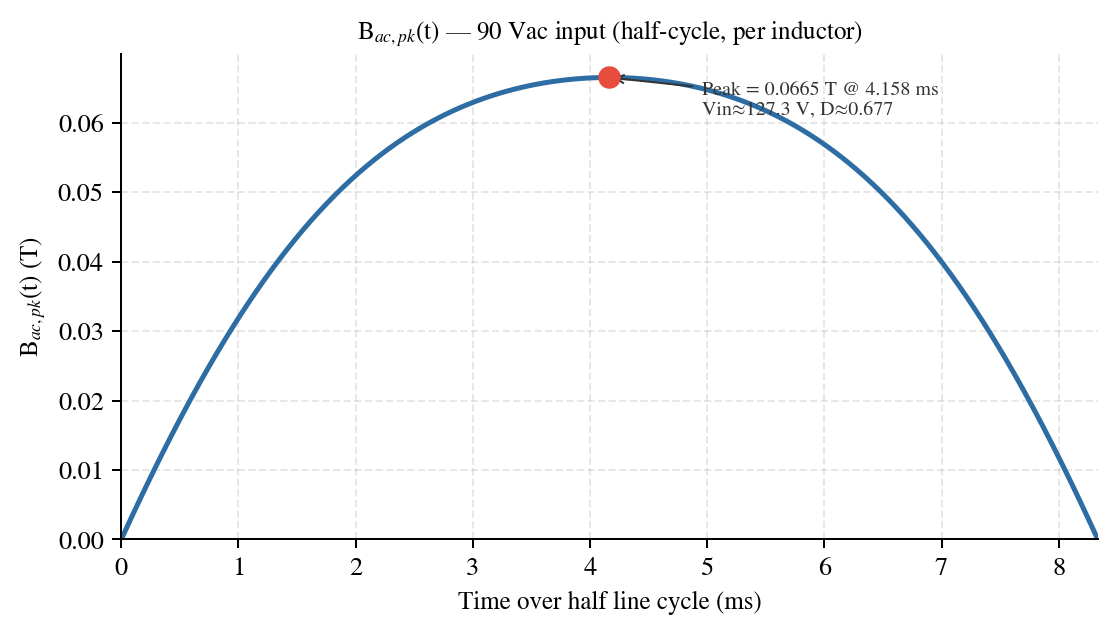 B_{ac,pk}(t) — 90 Vac input (half-cycle, per inductor)
Peak = 0.0665 T @ 4.158 ms
Vin≈127.3 V, D≈0.677
B_{ac,pk}(t) (T)
0.06
0.05
0.04
0.03
0.02
0.01
0.00
0 1 2 3 4 5 6 7 8
Time over half line cycle (ms)